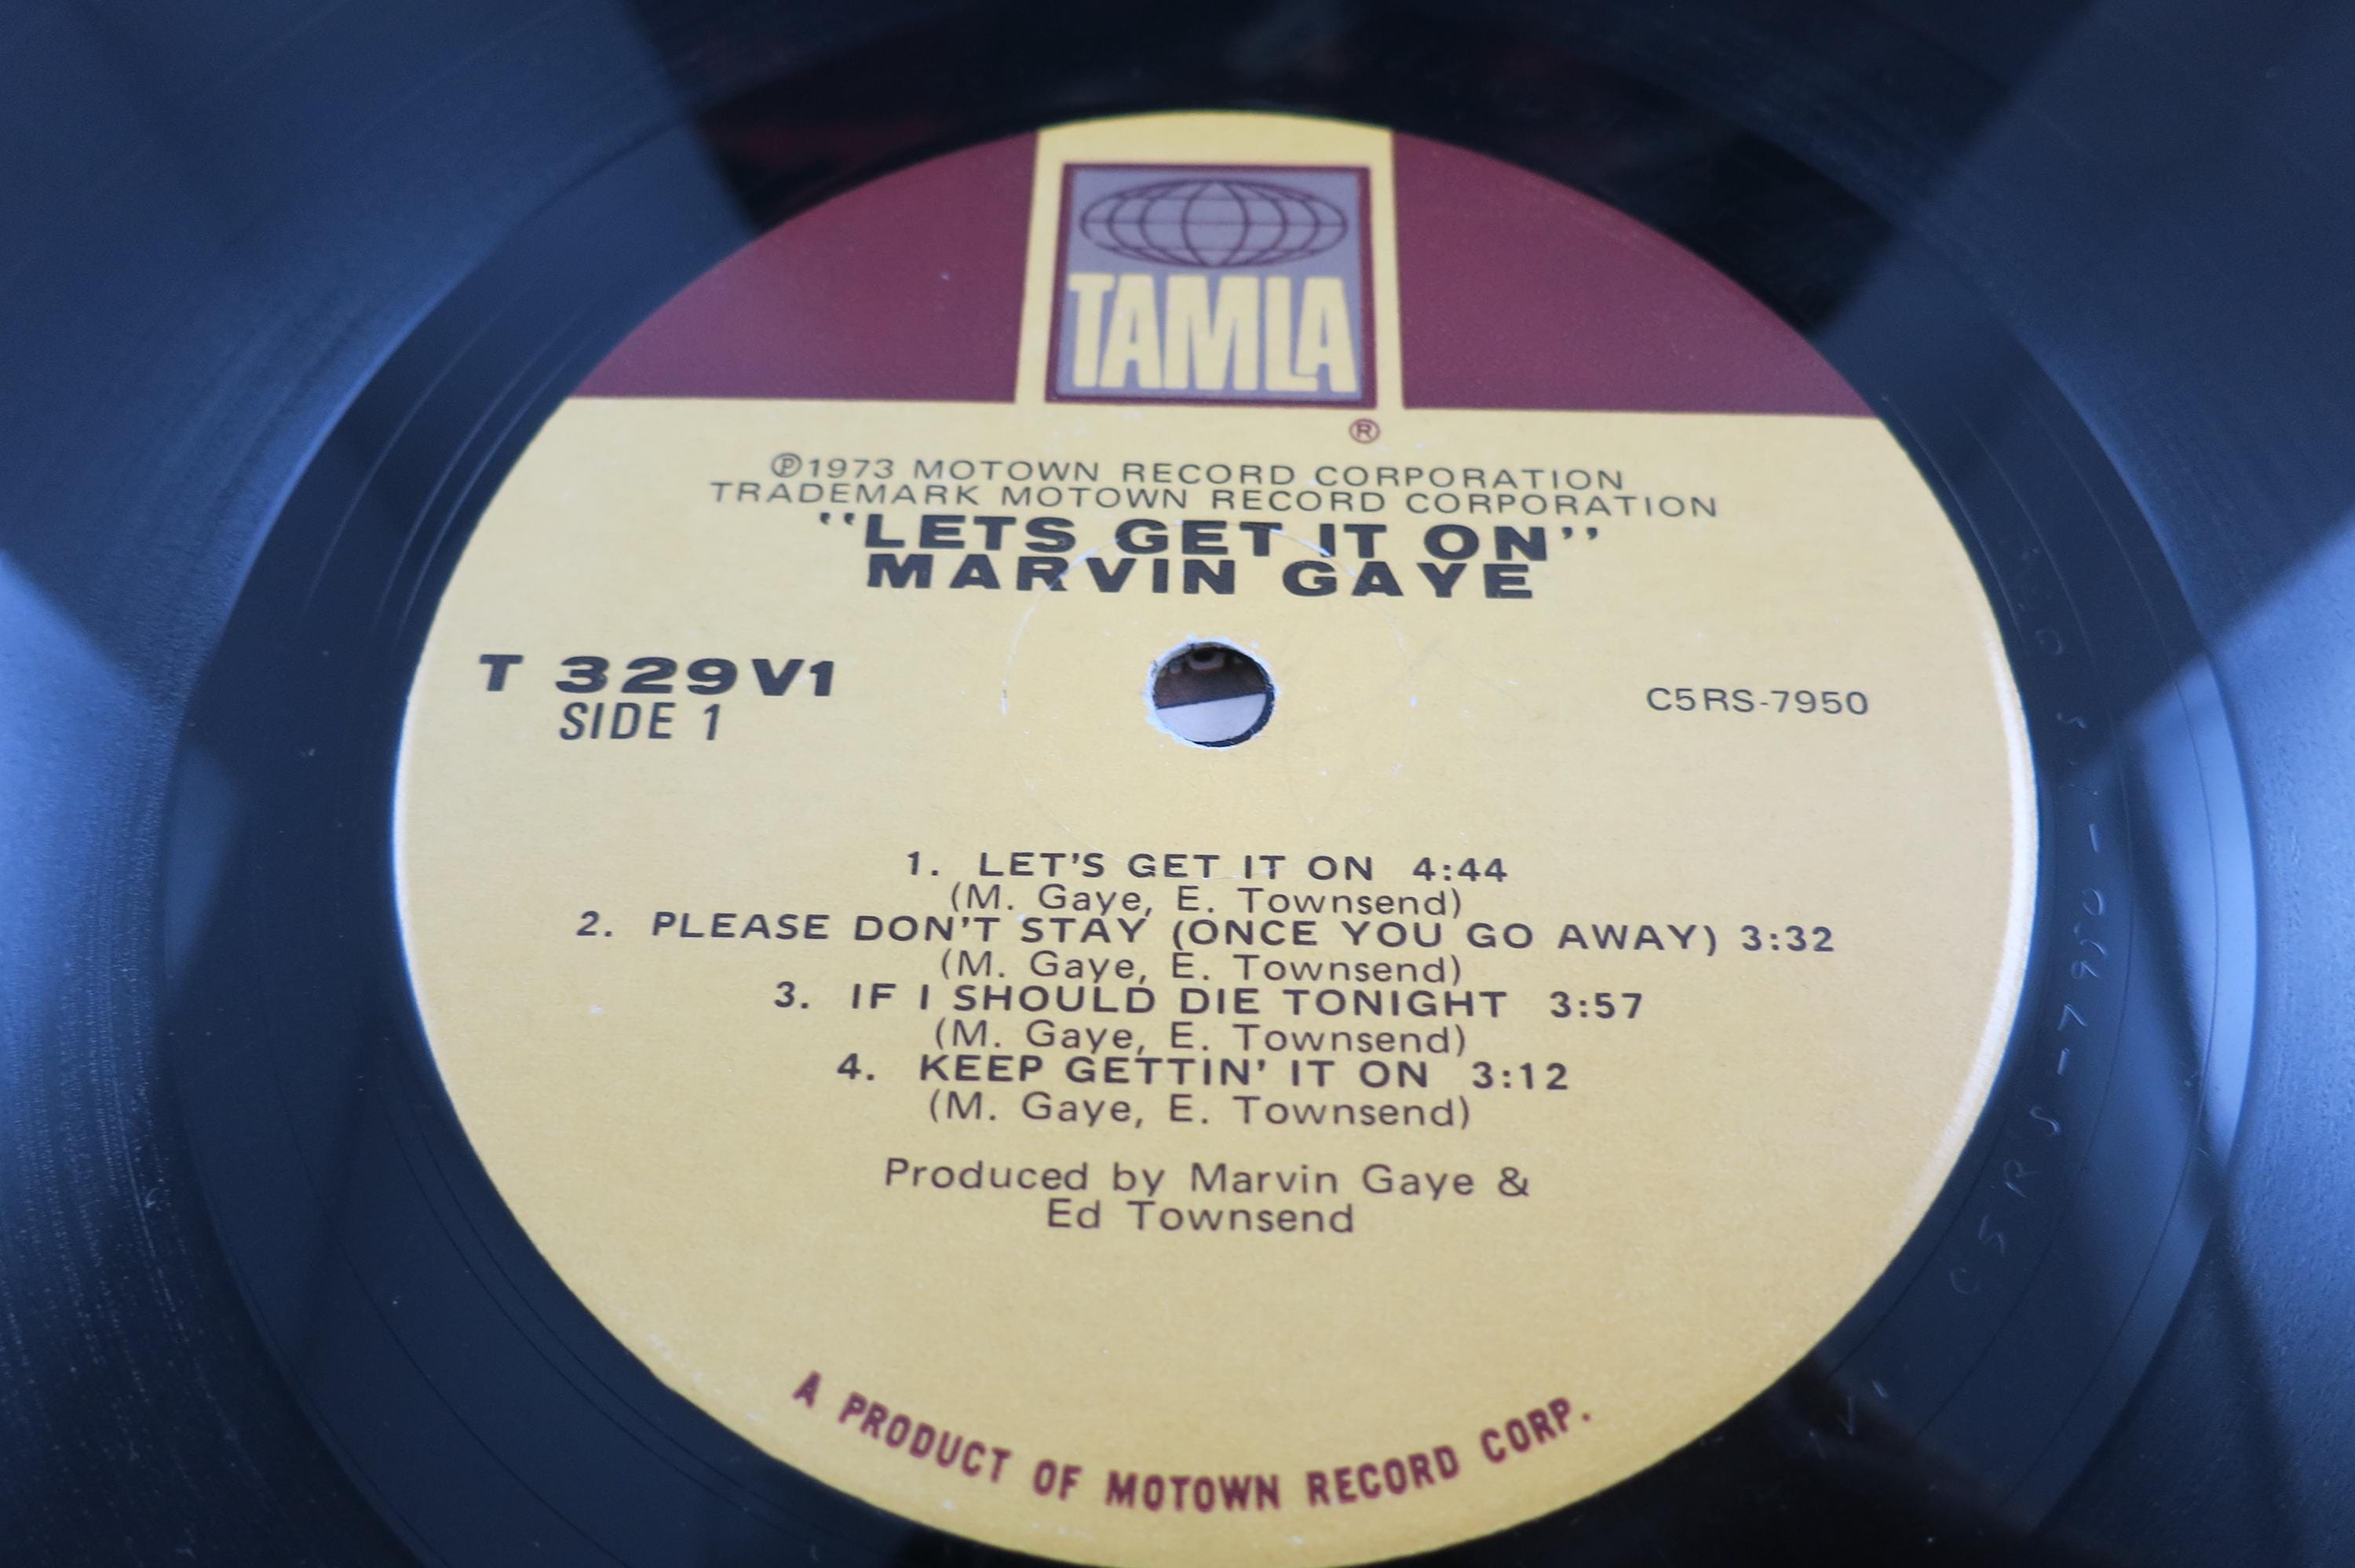 TAMLA
®
℗1973 MOTOWN RECORD CORPORATION
TRADEMARK MOTOWN RECORD CORPORATION
"LETS GET IT ON"
MARVIN GAYE
T 329V1
SIDE 1
C5RS-7950
1. LET'S GET IT ON 4:44
(M. Gaye, E. Townsend)
2. PLEASE DON'T STAY (ONCE YOU GO AWAY) 3:32
(M. Gaye, E. Townsend)
3. IF I SHOULD DIE TONIGHT 3:57
(M. Gaye, E. Townsend)
4. KEEP GETTIN' IT ON 3:12
(M. Gaye, E. Townsend)
Produced by Marvin Gaye &
Ed Townsend
A PRODUCT OF MOTOWN RECORD CORP.